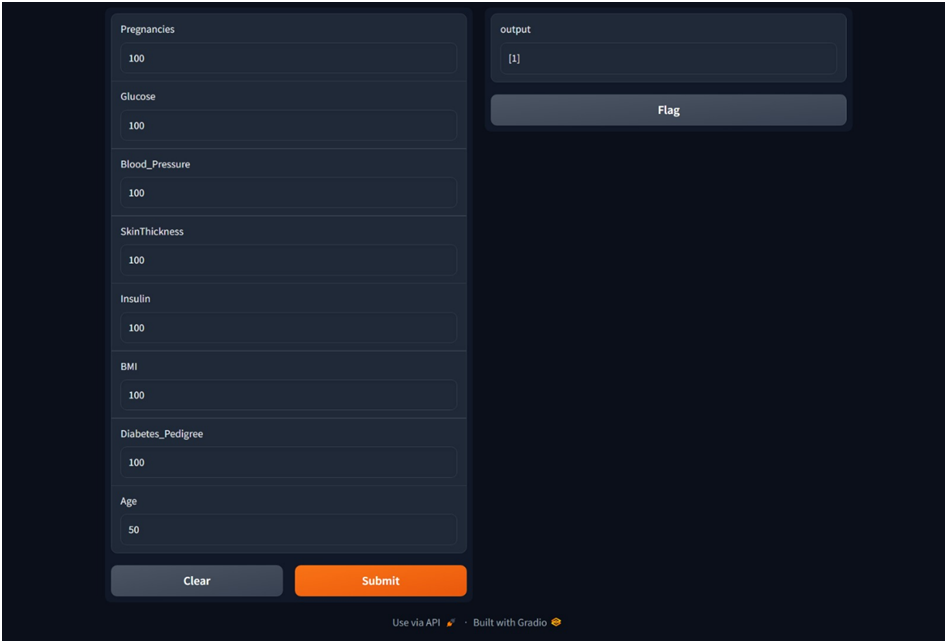 Pregnancies
100
Glucose
100
Blood_Pressure
100
SkinThickness
100
Insulin
100
BMI
100
Diabetes_Pedigree
100
Age
50
Clear
Submit
output
[1]
Flag
Use via API · Built with Gradio